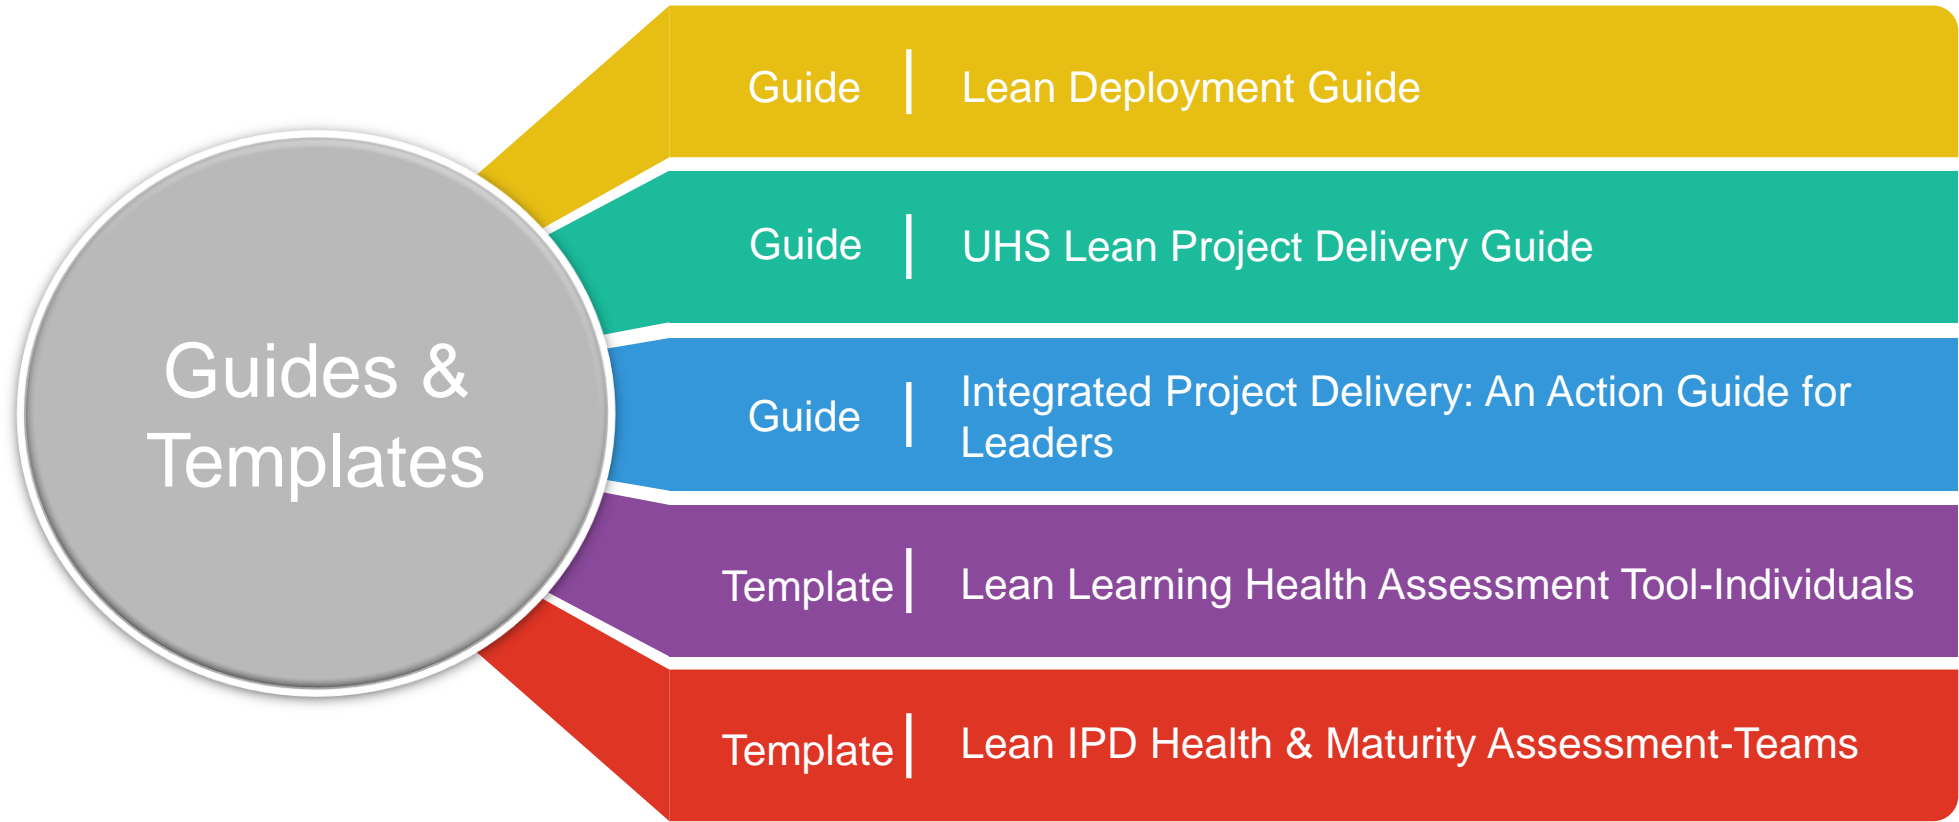 Guides &
Templates
Guide | Lean Deployment Guide
Guide | UHS Lean Project Delivery Guide
Guide | Integrated Project Delivery: An Action Guide for
Leaders
Template | Lean Learning Health Assessment Tool-Individuals
Template | Lean IPD Health & Maturity Assessment-Teams